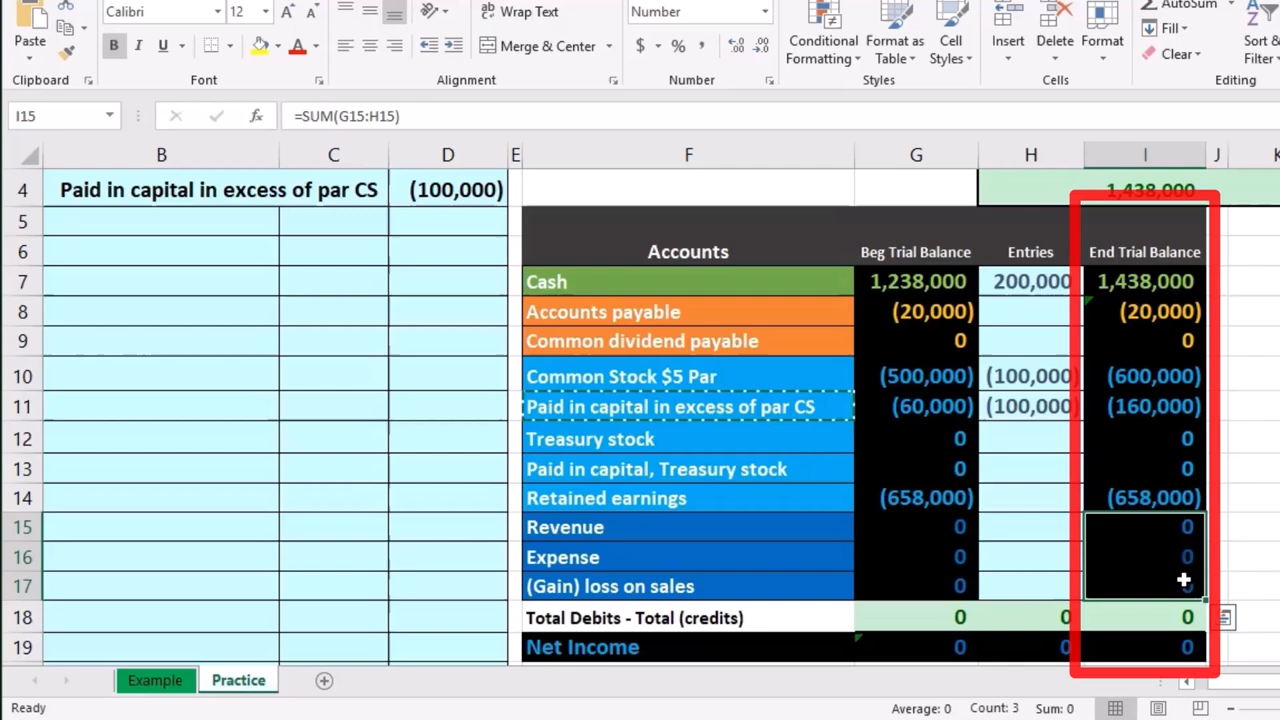 Calibri 12 Wrap Text Number AutoSum
Paste B I U Merge & Center $ % , Conditional Formatting Format as Table Cell Styles Insert Delete Format Fill Clear Sort & Filter
Clipboard Font Alignment Number Styles Cells Editing
I15 fx =SUM(G15:H15)
B C D E F G H I J K
4 Paid in capital in excess of par CS (100,000) 1,438,000
5
6 Accounts Beg Trial Balance Entries End Trial Balance
7 Cash 1,238,000 200,000 1,438,000
8 Accounts payable (20,000) (20,000)
9 Common dividend payable 0 0
10 Common Stock $5 Par (500,000) (100,000) (600,000)
11 Paid in capital in excess of par CS (60,000) (100,000) (160,000)
12 Treasury stock 0 0
13 Paid in capital, Treasury stock 0 0
14 Retained earnings (658,000) (658,000)
15 Revenue 0 0
16 Expense 0 0
17 (Gain) loss on sales 0 0
18 Total Debits - Total (credits) 0 0 0
19 Net Income 0 0 0
Example Practice
Ready Average: 0 Count: 3 Sum: 0